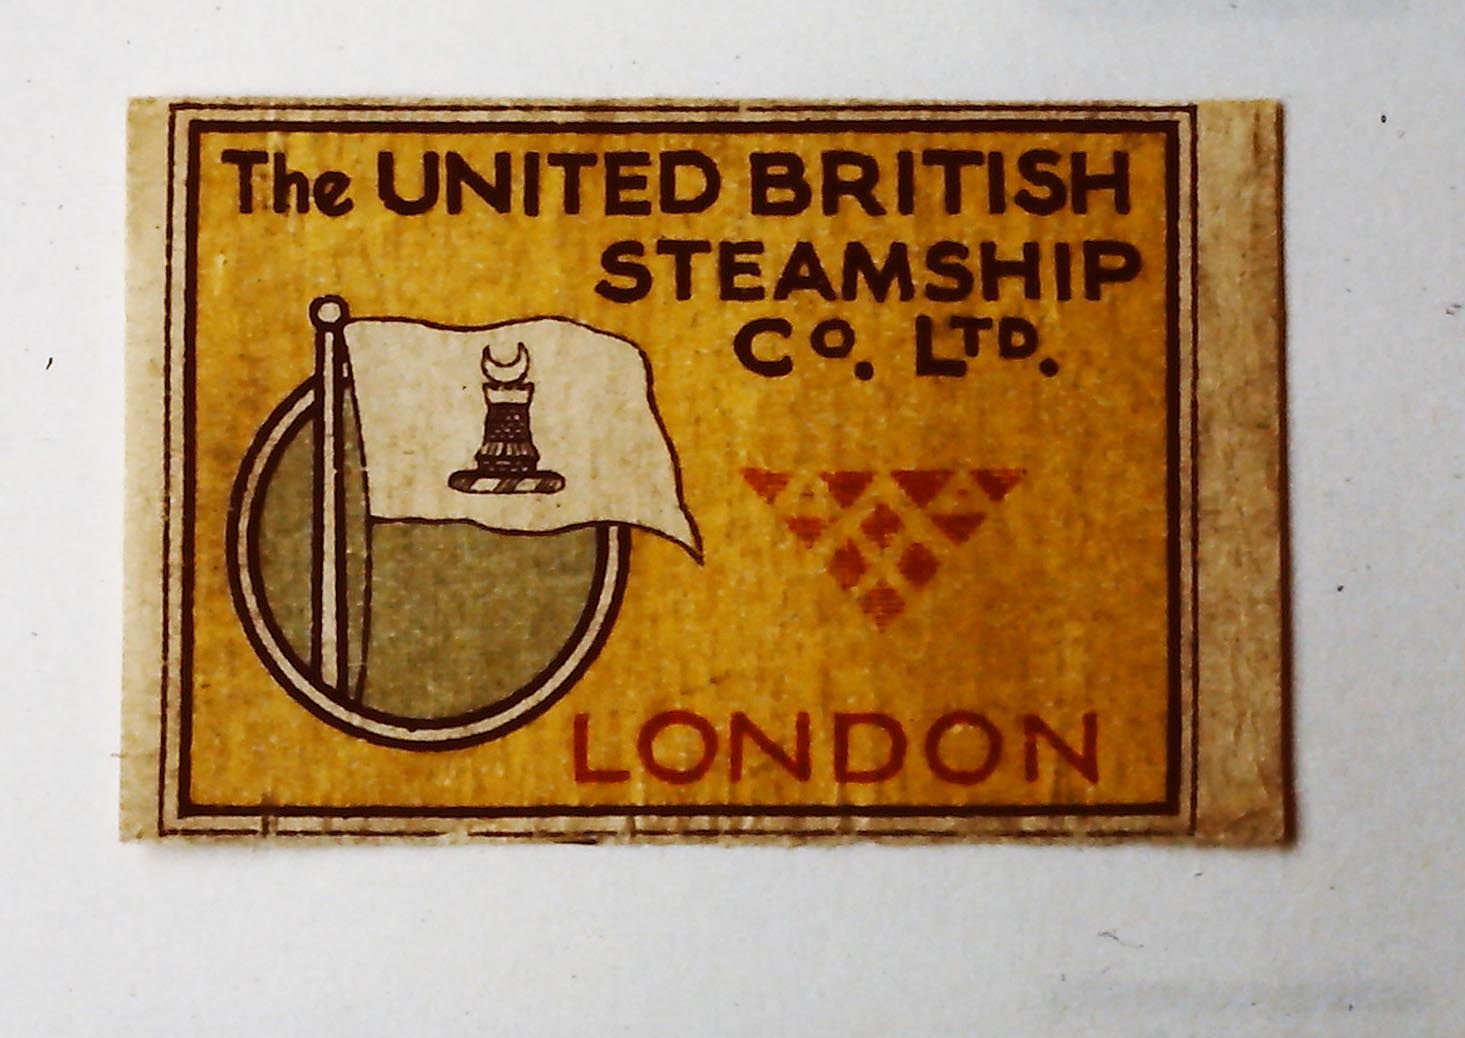 The UNITED BRITISH
STEAMSHIP
Co. LTD.
LONDON